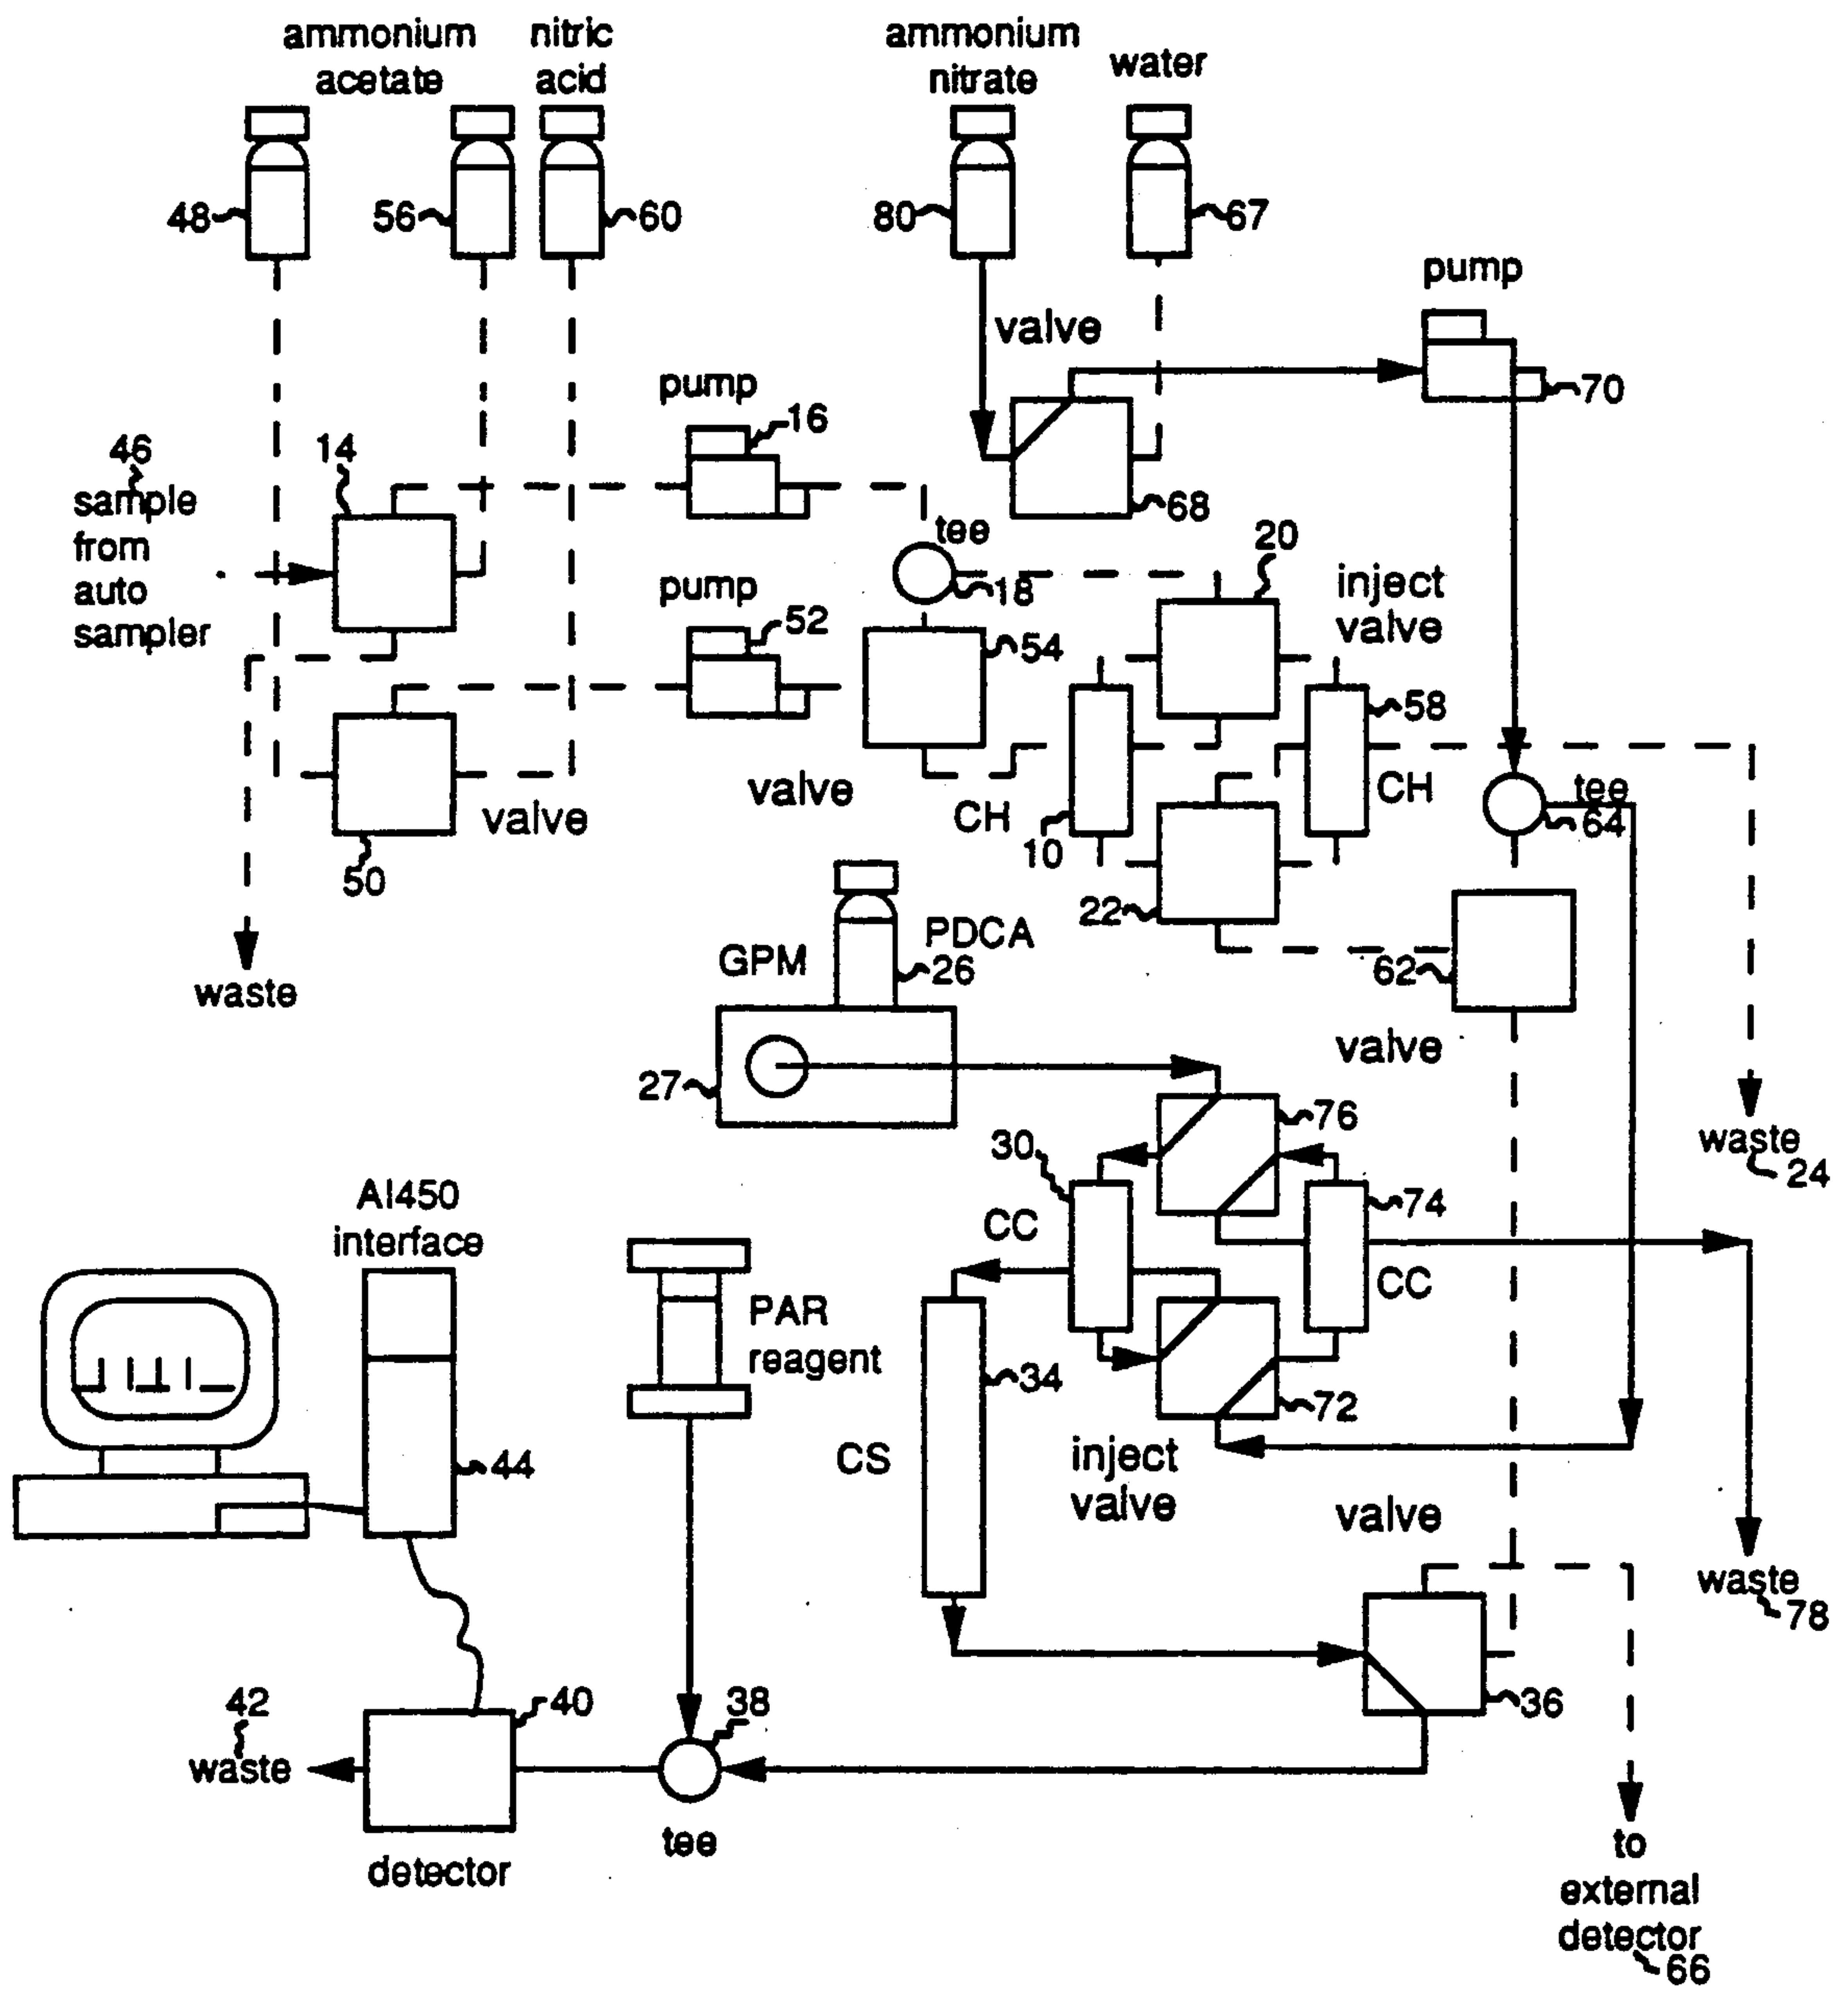 ammonium
acetate
nitric
acid
ammonium
nitrate
water
48
56
60
80
67
pump
valve
70
pump
16
46
sample
from
auto
sampler
14
68
tee
18
20
inject
valve
pump
52
54
58
valve
valve
50
CH
10
CH
tee
64
22
waste
GPM
PDCA
26
62
valve
27
76
waste
24
30
74
AI450
interface
CC
CC
PAR
reagent
34
72
CS
inject
valve
44
valve
waste
78
36
42
waste
40
38
detector
tee
to
external
detector
66